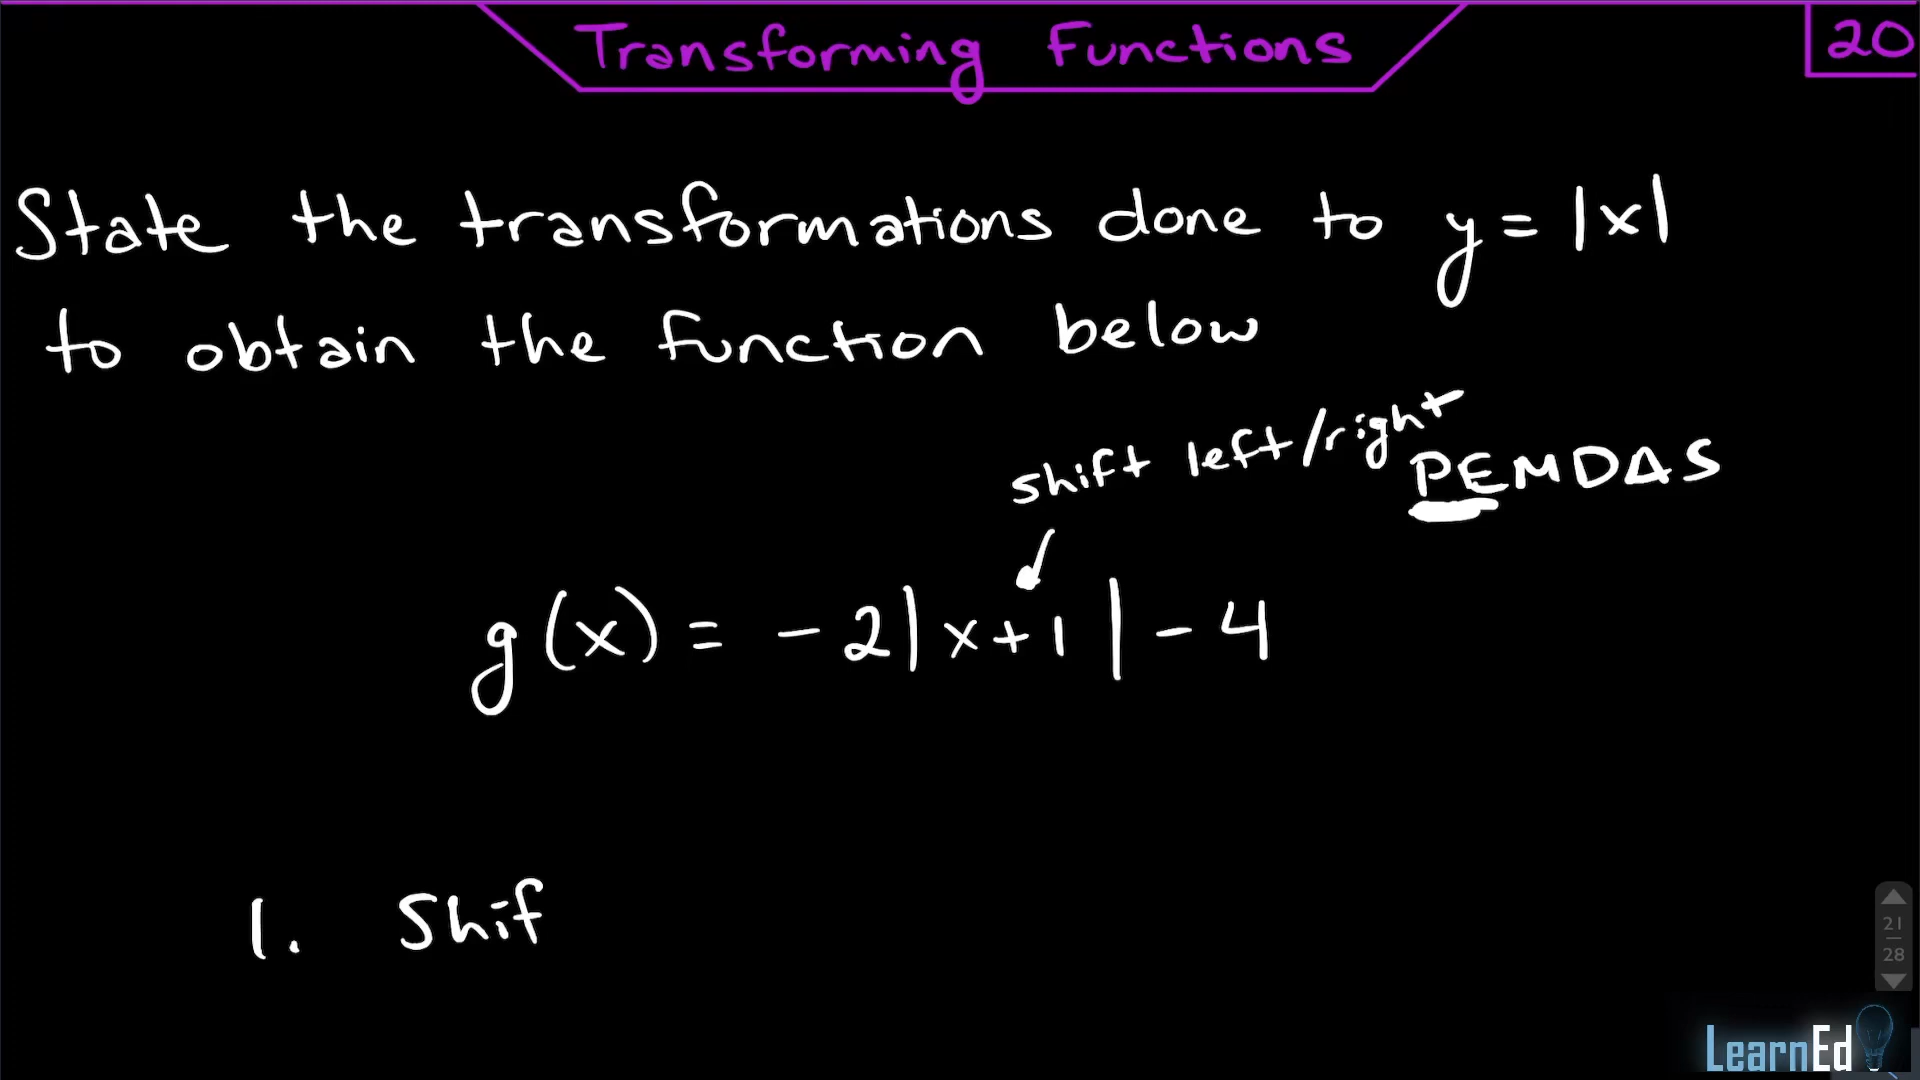 Transforming Functions
20
State the transformations done to y = |x|
to obtain the function below
shift left/right
PEMDAS
g(x) = -2|x+1|-4
1. Shif
21
28
LearnEd